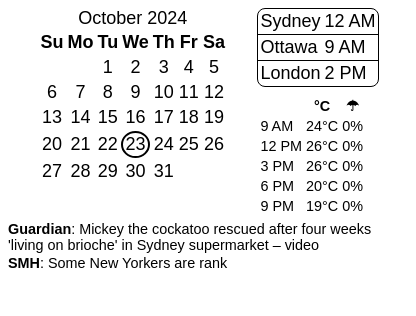 October 2024
Su Mo Tu We Th Fr Sa
1 2 3 4 5
6 7 8 9 10 11 12
13 14 15 16 17 18 19
20 21 22 23 24 25 26
27 28 29 30 31
Sydney 12 AM
Ottawa 9 AM
London 2 PM
°C ☂
9 AM 24°C 0%
12 PM 26°C 0%
3 PM 26°C 0%
6 PM 20°C 0%
9 PM 19°C 0%
Guardian: Mickey the cockatoo rescued after four weeks
'living on brioche' in Sydney supermarket – video
SMH: Some New Yorkers are rank